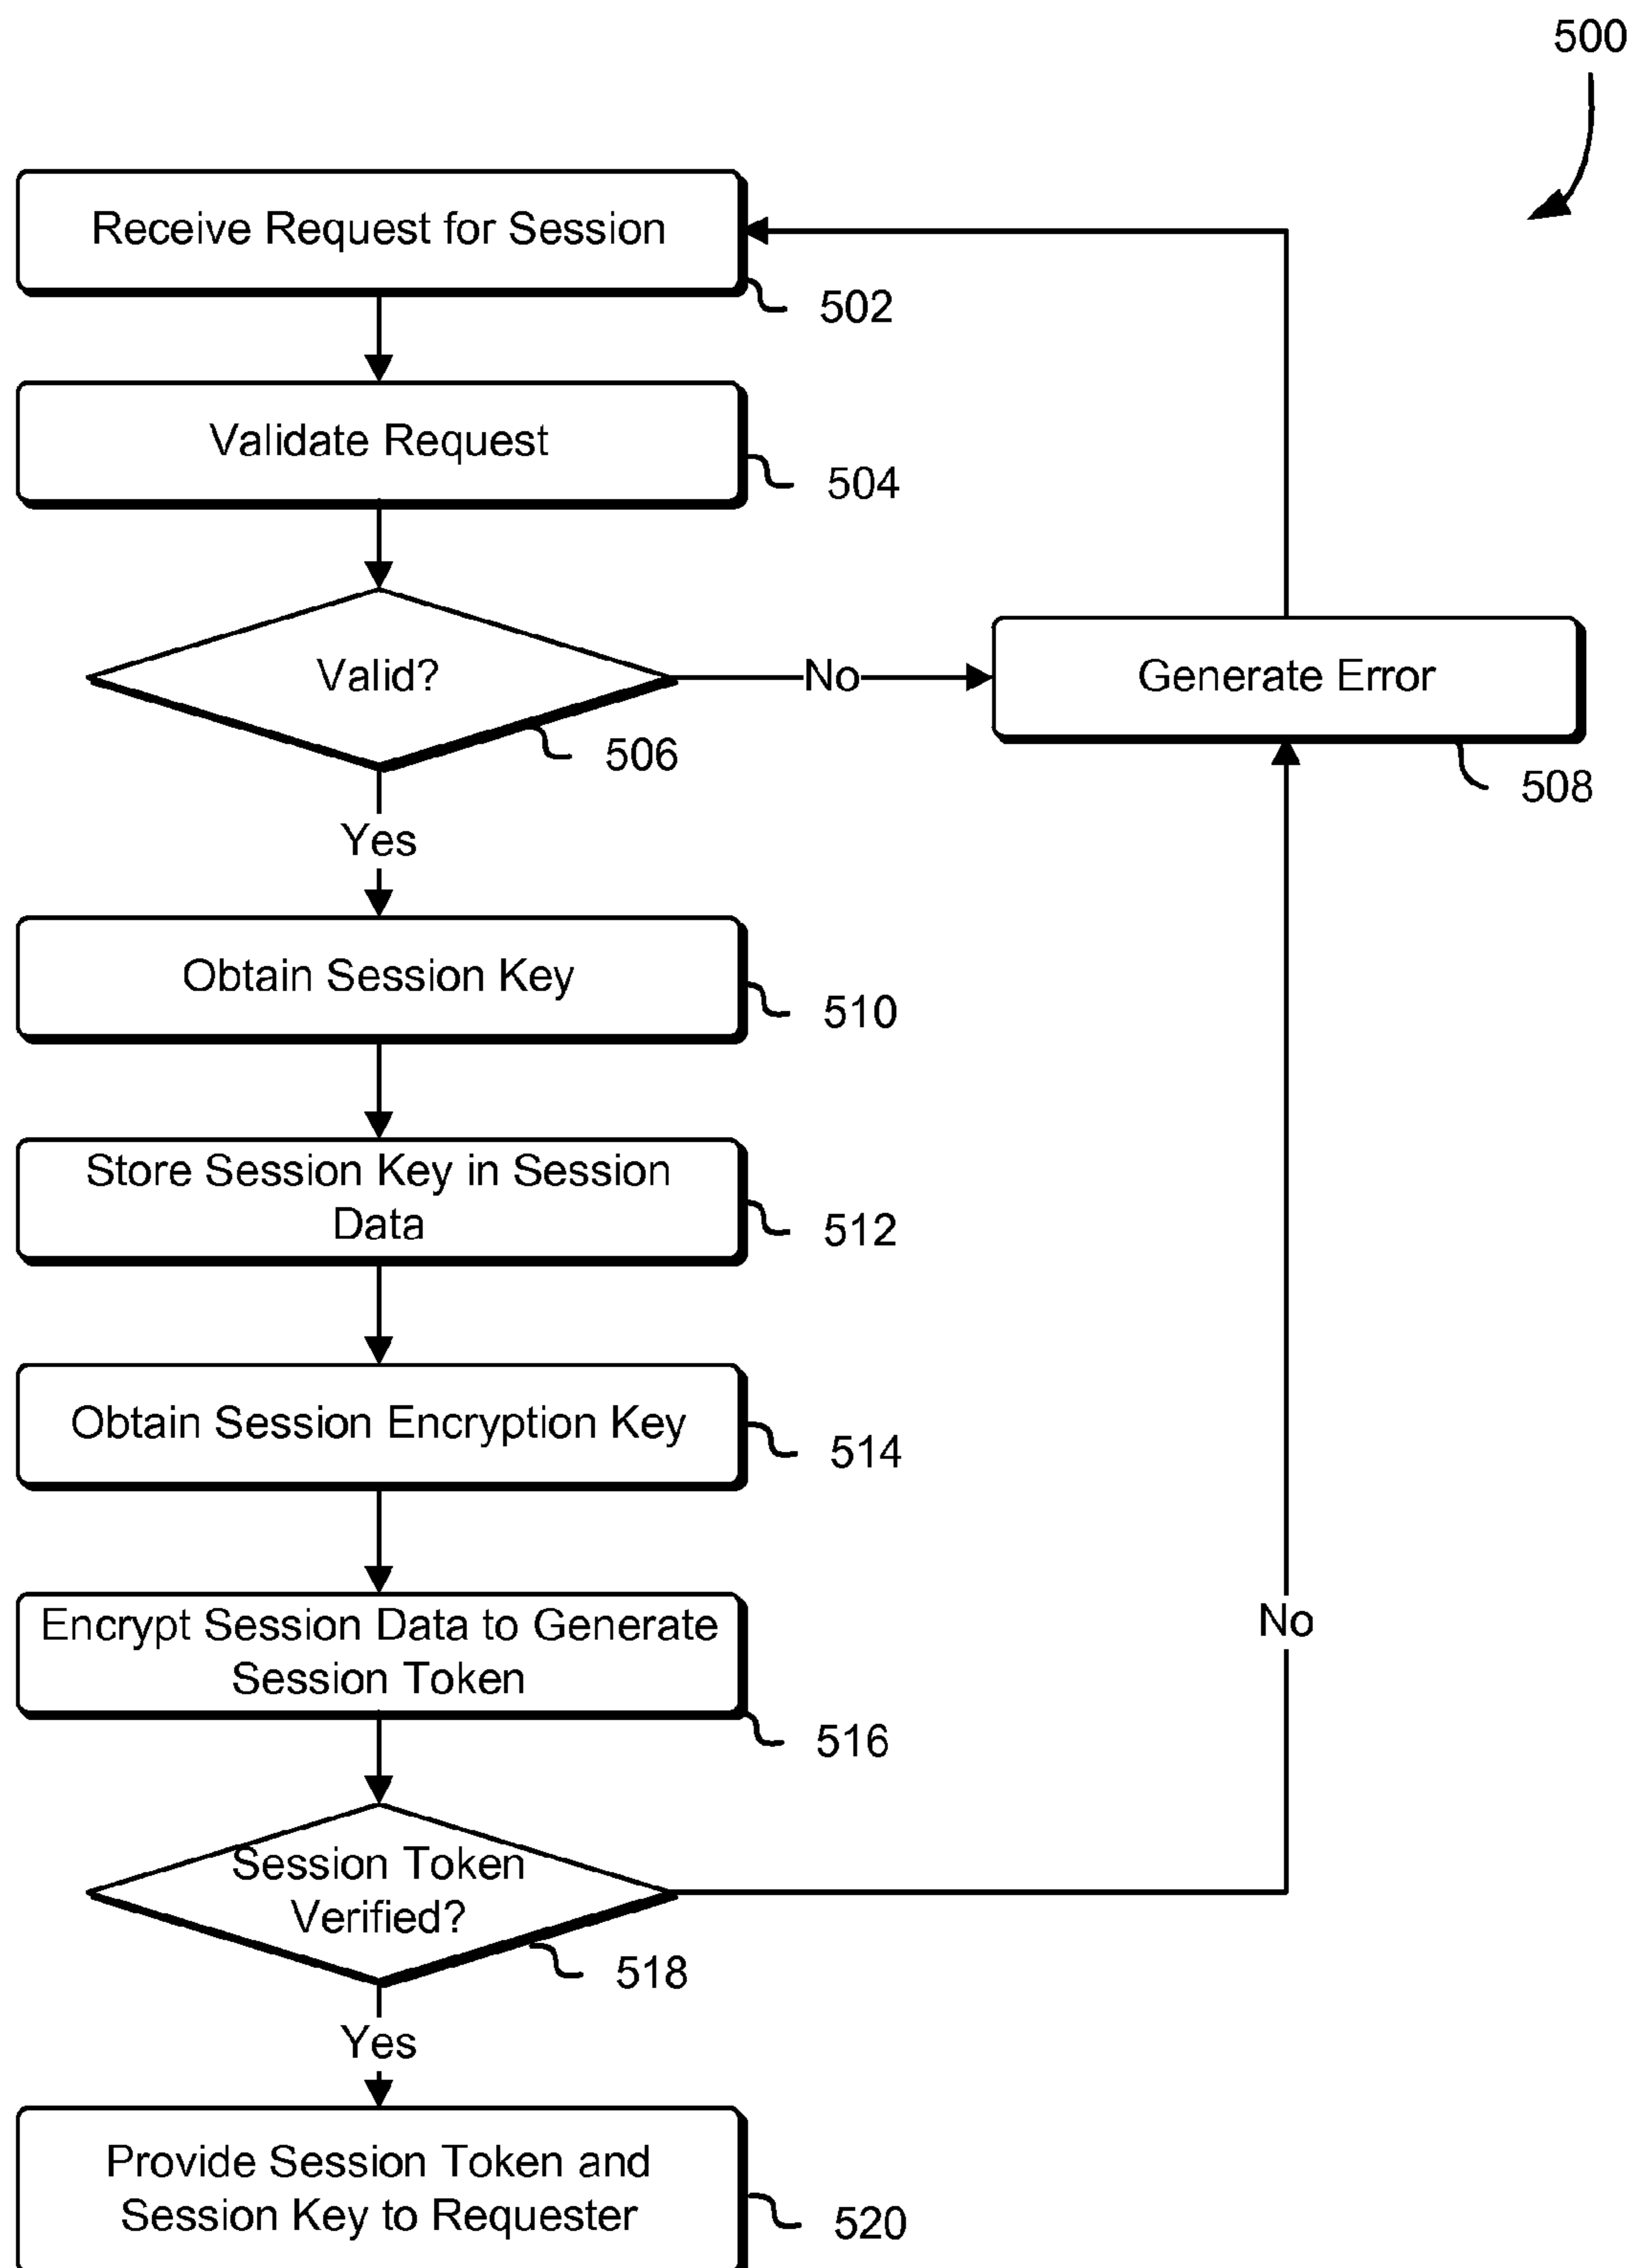 500
Receive Request for Session
502
Validate Request
504
Valid?
No
Generate Error
506
508
Yes
Obtain Session Key
510
Store Session Key in Session
Data
512
Obtain Session Encryption Key
514
Encrypt Session Data to Generate
Session Token
No
516
Session Token
Verified?
518
Yes
Provide Session Token and
Session Key to Requester
520